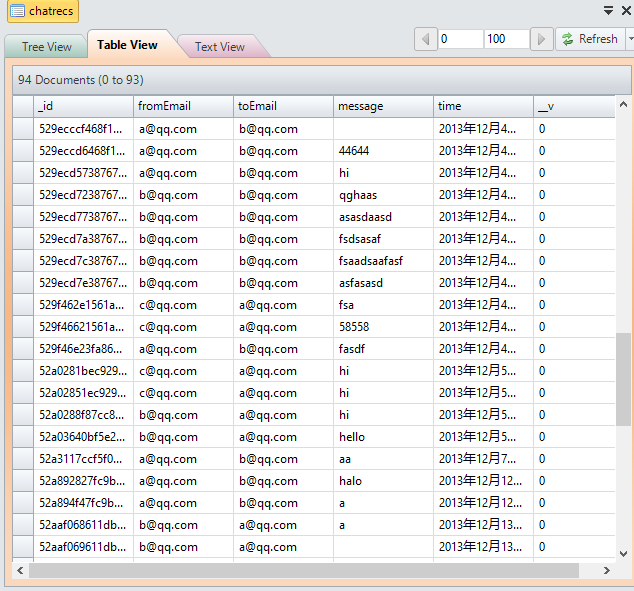 chatrecs
0 100 Refresh
Tree View Table View Text View
94 Documents (0 to 93)
_id fromEmail toEmail message time __v
529ecccf468f1... a@qq.com b@qq.com 2013年12月4... 0
529eccd6468f1... a@qq.com b@qq.com 44644 2013年12月4... 0
529ecd5738767... a@qq.com b@qq.com hi 2013年12月4... 0
529ecd7238767... b@qq.com b@qq.com qghaas 2013年12月4... 0
529ecd7738767... b@qq.com b@qq.com asasdaasd 2013年12月4... 0
529ecd7a38767... b@qq.com b@qq.com fsdsasaf 2013年12月4... 0
529ecd7c38767... b@qq.com b@qq.com fsaadsaafasf 2013年12月4... 0
529ecd7e38767... b@qq.com b@qq.com asfasasd 2013年12月4... 0
529f462e1561a... c@qq.com a@qq.com fsa 2013年12月4... 0
529f46621561a... c@qq.com a@qq.com 58558 2013年12月4... 0
529f46e23fa86... a@qq.com b@qq.com fasdf 2013年12月4... 0
52a0281bec929... c@qq.com a@qq.com hi 2013年12月5... 0
52a02851ec929... c@qq.com a@qq.com hi 2013年12月5... 0
52a0288f87cc8... b@qq.com a@qq.com hi 2013年12月5... 0
52a03640bf5e2... b@qq.com a@qq.com hello 2013年12月5... 0
52a3117ccf5f0... a@qq.com b@qq.com aa 2013年12月7... 0
52a892827fc9b... a@qq.com b@qq.com halo 2013年12月12... 0
52a894f47fc9b... a@qq.com b@qq.com a 2013年12月12... 0
52aaf068611db... b@qq.com a@qq.com a 2013年12月13... 0
52aaf069611db... b@qq.com a@qq.com 2013年12月13... 0